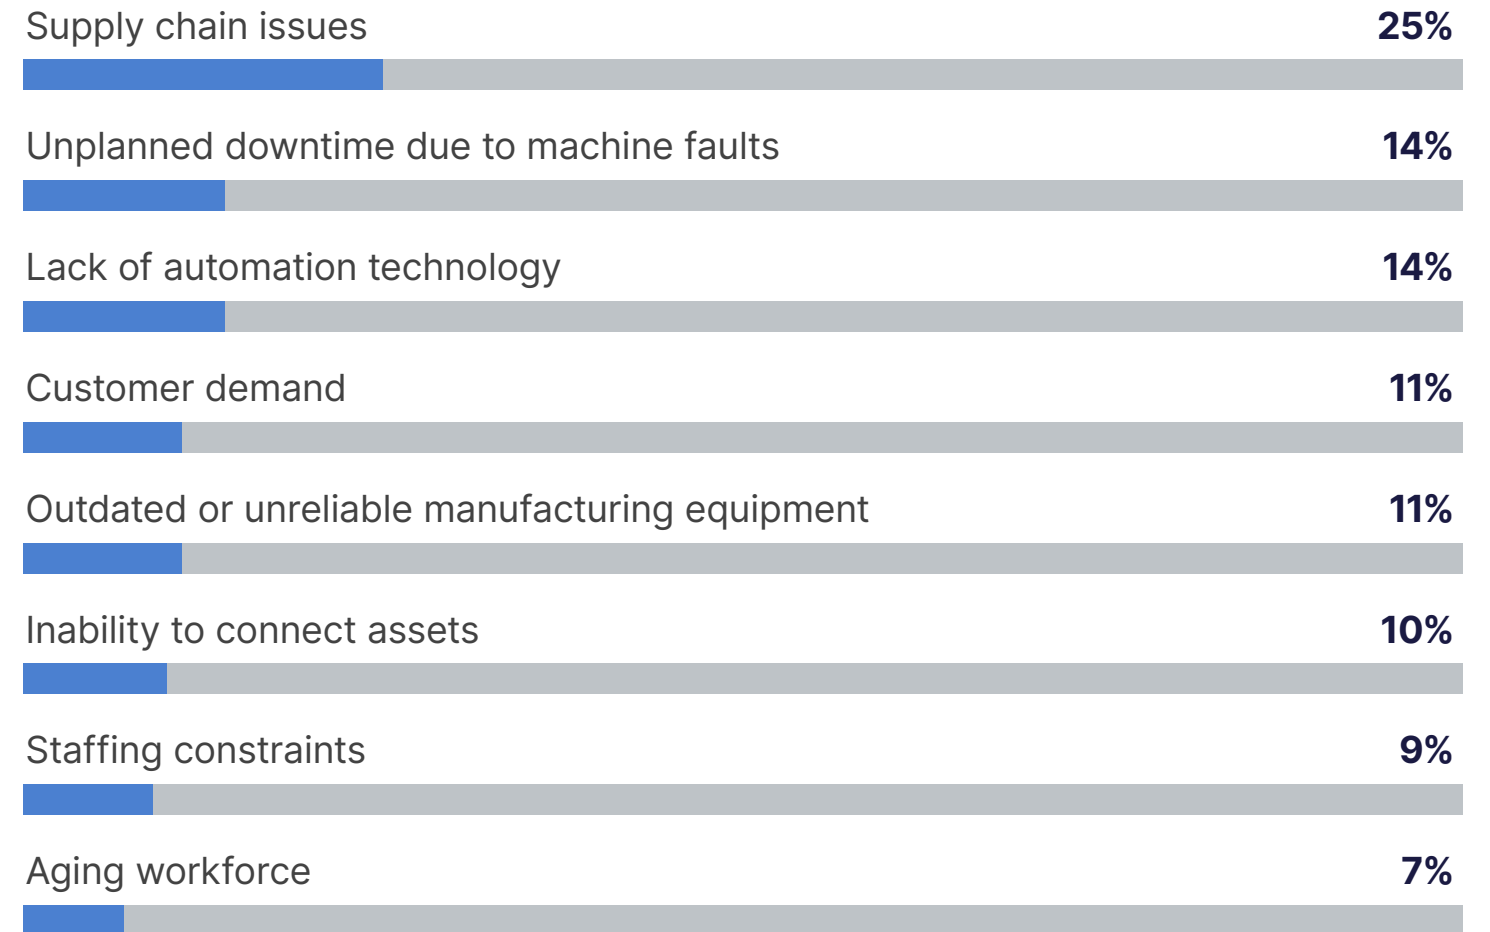 Supply chain issues 25%
Unplanned downtime due to machine faults 14%
Lack of automation technology 14%
Customer demand 11%
Outdated or unreliable manufacturing equipment 11%
Inability to connect assets 10%
Staffing constraints 9%
Aging workforce 7%